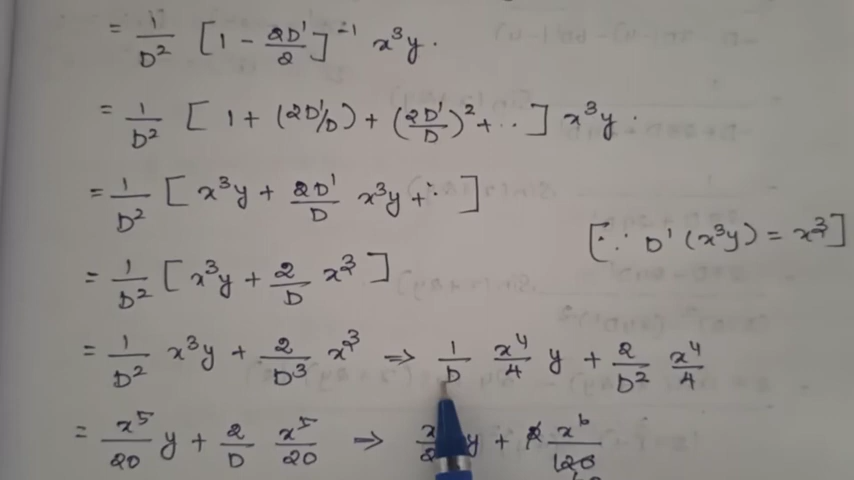 = 1/D² [1 - 2D'/2]⁻¹ x³y.
= 1/D² [1 + (2D'/D) + (2D'/D)² + ..] x³y.
= 1/D² [x³y + 2D'/D x³y + ..]
[∵ D'(x³y) = x³]
= 1/D² [x³y + 2/D x³]
= 1/D² x³y + 2/D³ x³ ⇒ 1/D x⁴/4 y + 2/D² x⁴/4
= x⁵/20 y + 2/D x⁵/20 ⇒ y + 2 x⁶/120